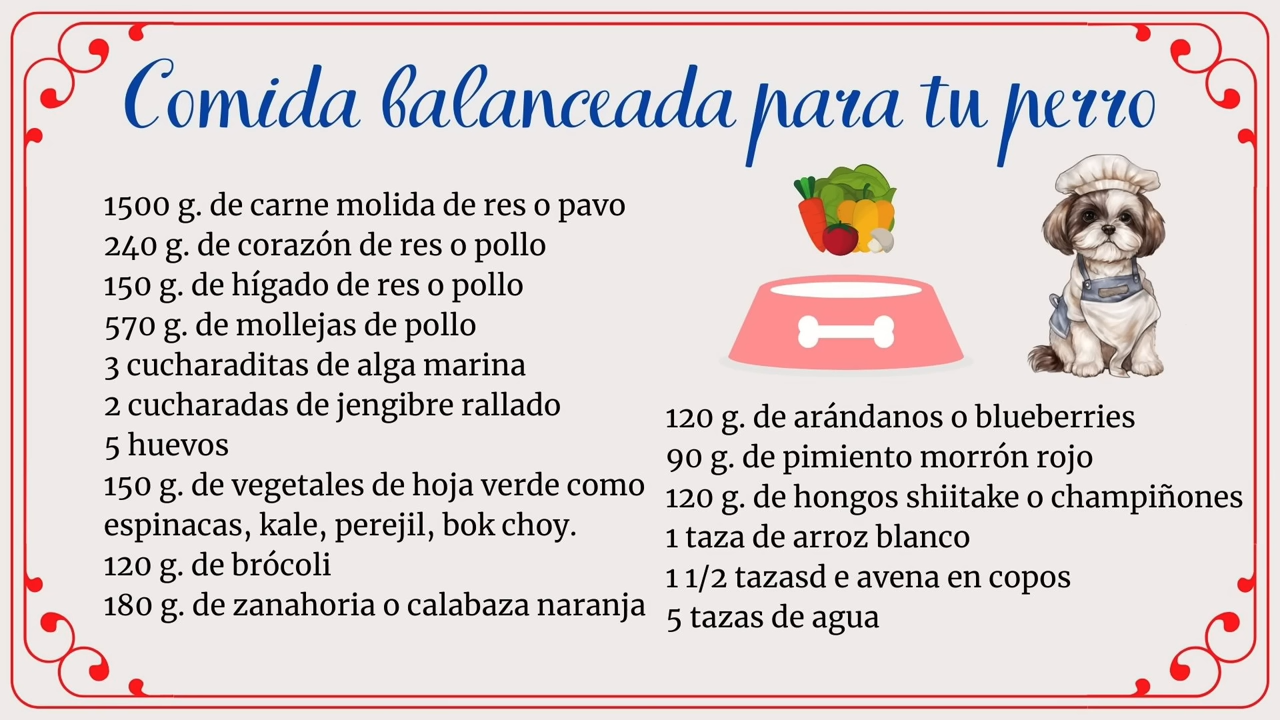 Comida balanceada para tu perro
1500 g. de carne molida de res o pavo
240 g. de corazón de res o pollo
150 g. de hígado de res o pollo
570 g. de mollejas de pollo
3 cucharaditas de alga marina
2 cucharadas de jengibre rallado
5 huevos
150 g. de vegetales de hoja verde como
espinacas, kale, perejil, bok choy.
120 g. de brócoli
180 g. de zanahoria o calabaza naranja
120 g. de arándanos o blueberries
90 g. de pimiento morrón rojo
120 g. de hongos shiitake o champiñones
1 taza de arroz blanco
1 1/2 tazasd e avena en copos
5 tazas de agua